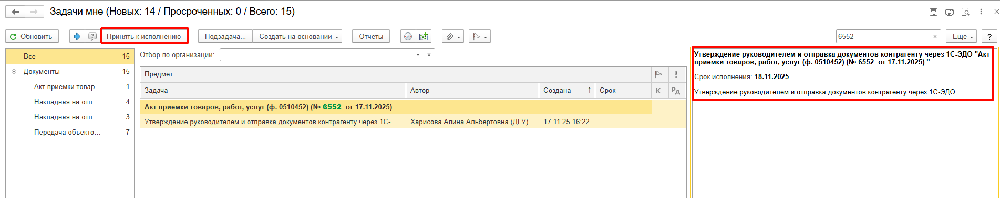 Задачи мне (Новых: 14 / Просроченных: 0 / Всего: 15)
Обновить
Принять к исполнению
Подзадача...
Создать на основании
Отчеты
6552-
×
Еще
?
Все 15
Документы 15
Акт приемки товар... 1
Накладная на отп... 4
Накладная на отп... 3
Передача объекто... 7
Отбор по организации:
Предмет
Задача Автор Создана ↑ Срок К Рд
Акт приемки товаров, работ, услуг (ф. 0510452) (№ 6552- от 17.11.2025)
Утверждение руководителем и отправка документов контрагенту через 1С-... Харисова Алина Альбертовна (ДГУ) 17.11.25 16:22
Утверждение руководителем и отправка документов контрагенту через 1С-ЭДО "Акт
приемки товаров, работ, услуг (ф. 0510452) (№ 6552- от 17.11.2025) "
Срок исполнения: 18.11.2025
Утверждение руководителем и отправка документов контрагенту через 1С-ЭДО